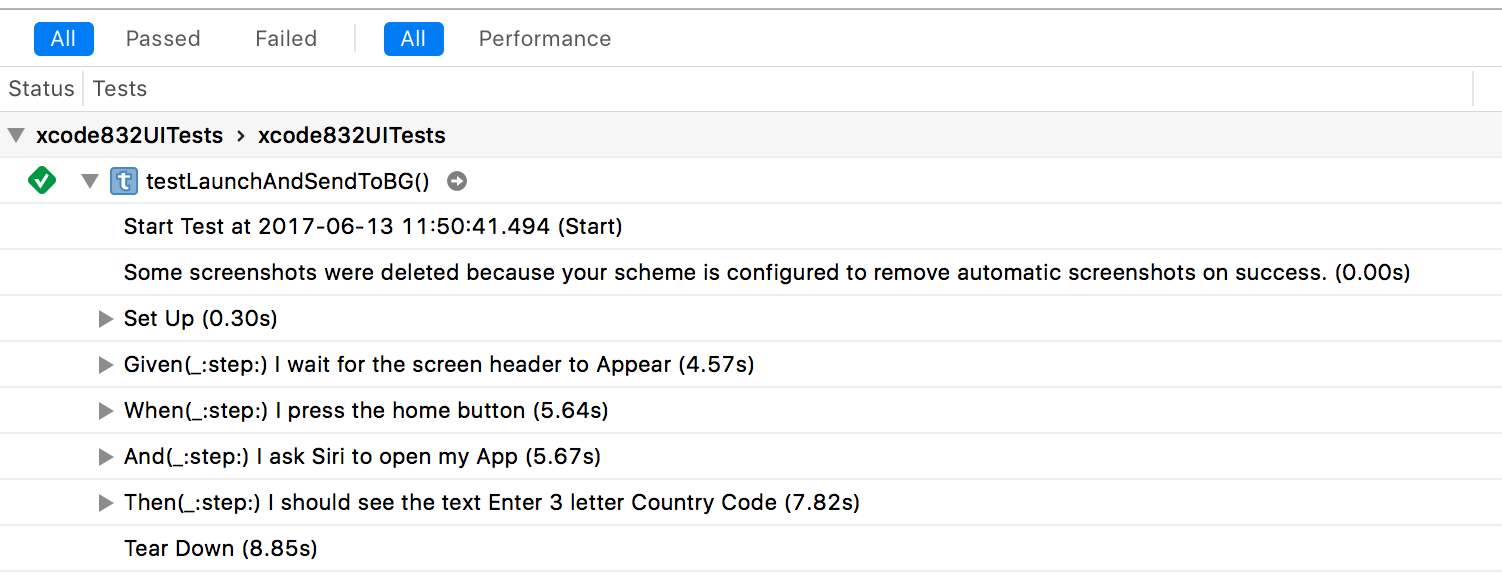 All Passed Failed All Performance
Status Tests
xcode832UITests › xcode832UITests
t testLaunchAndSendToBG()
Start Test at 2017-06-13 11:50:41.494 (Start)
Some screenshots were deleted because your scheme is configured to remove automatic screenshots on success. (0.00s)
Set Up (0.30s)
Given(_:step:) I wait for the screen header to Appear (4.57s)
When(_:step:) I press the home button (5.64s)
And(_:step:) I ask Siri to open my App (5.67s)
Then(_:step:) I should see the text Enter 3 letter Country Code (7.82s)
Tear Down (8.85s)